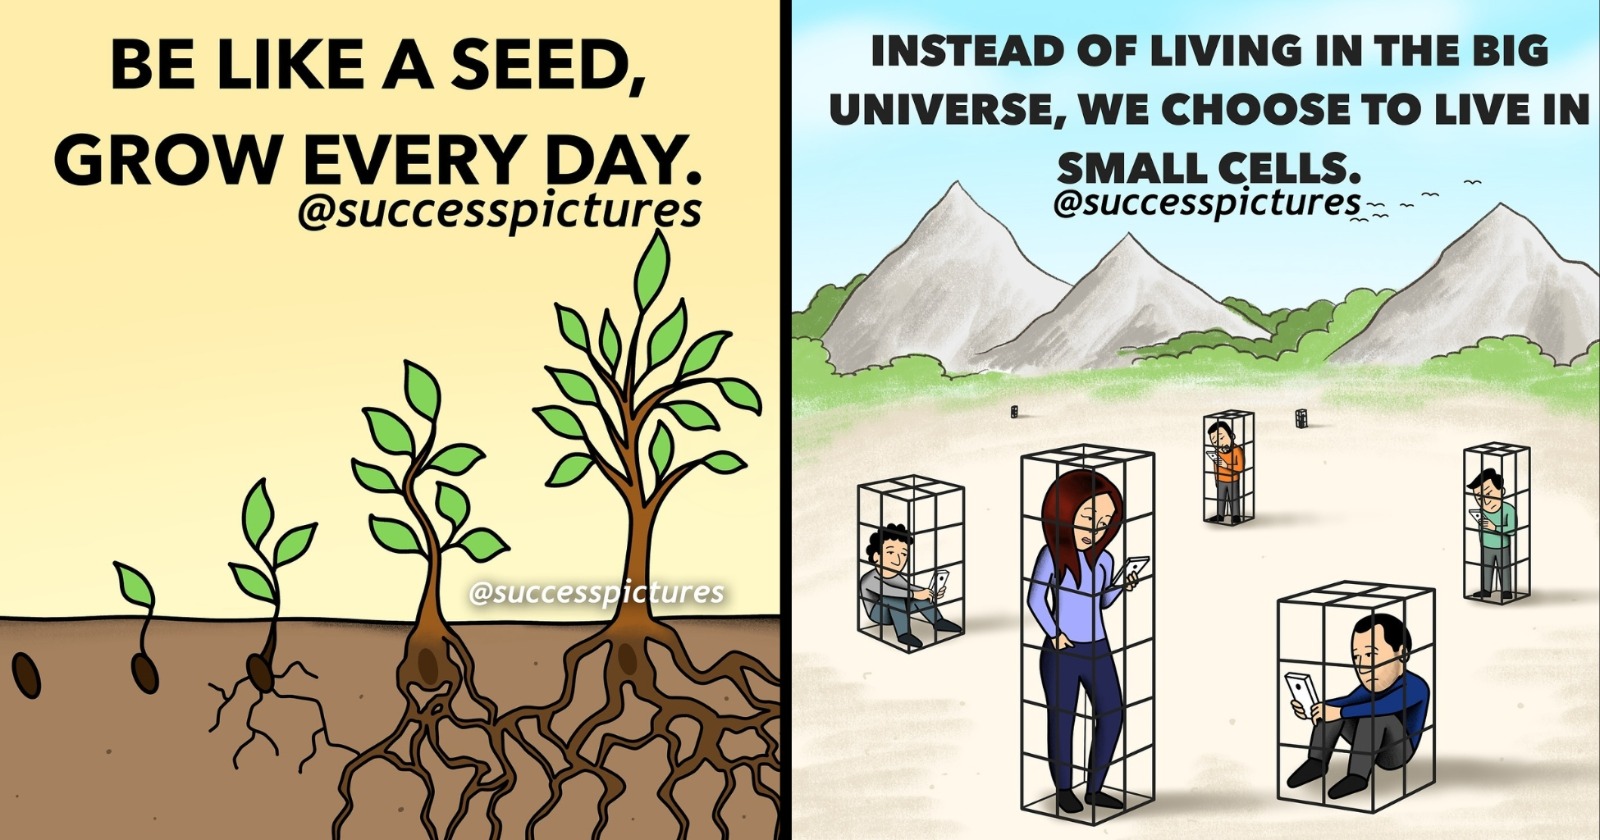 BE LIKE A SEED,
GROW EVERY DAY.
@successpictures
@successpictures
INSTEAD OF LIVING IN THE BIG
UNIVERSE, WE CHOOSE TO LIVE IN
SMALL CELLS.
@successpictures